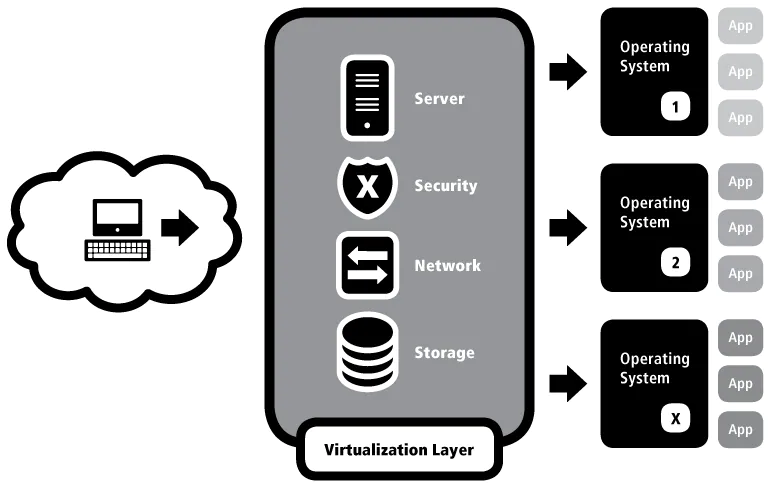 Server
X
Security
Network
Storage
Virtualization Layer
Operating
System
1
App
App
App
Operating
System
2
App
App
App
Operating
System
X
App
App
App